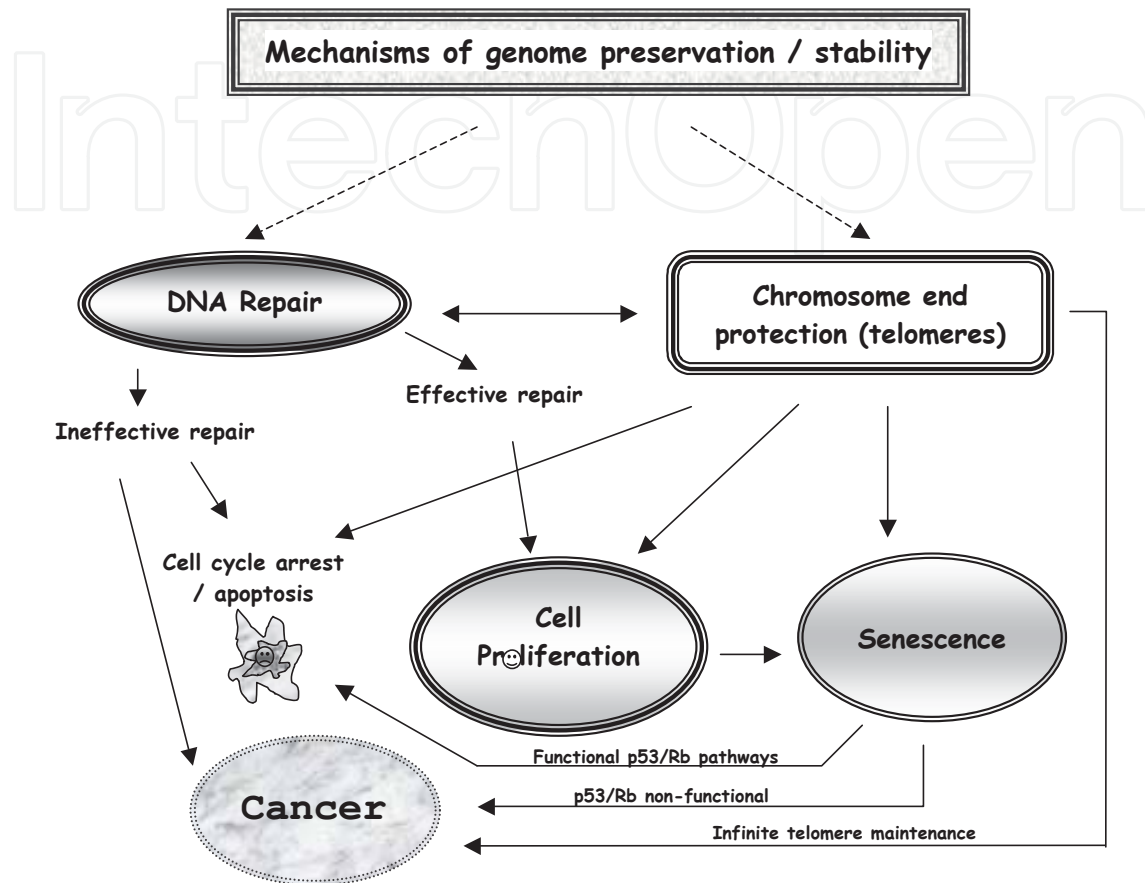 Mechanisms of genome preservation / stability
IntechOpen
DNA Repair
Chromosome end
protection (telomeres)
Effective repair
Ineffective repair
Cell cycle arrest
/ apoptosis
Cell
Proliferation
Senescence
Functional p53/Rb pathways
p53/Rb non-functional
Cancer
Infinite telomere maintenance